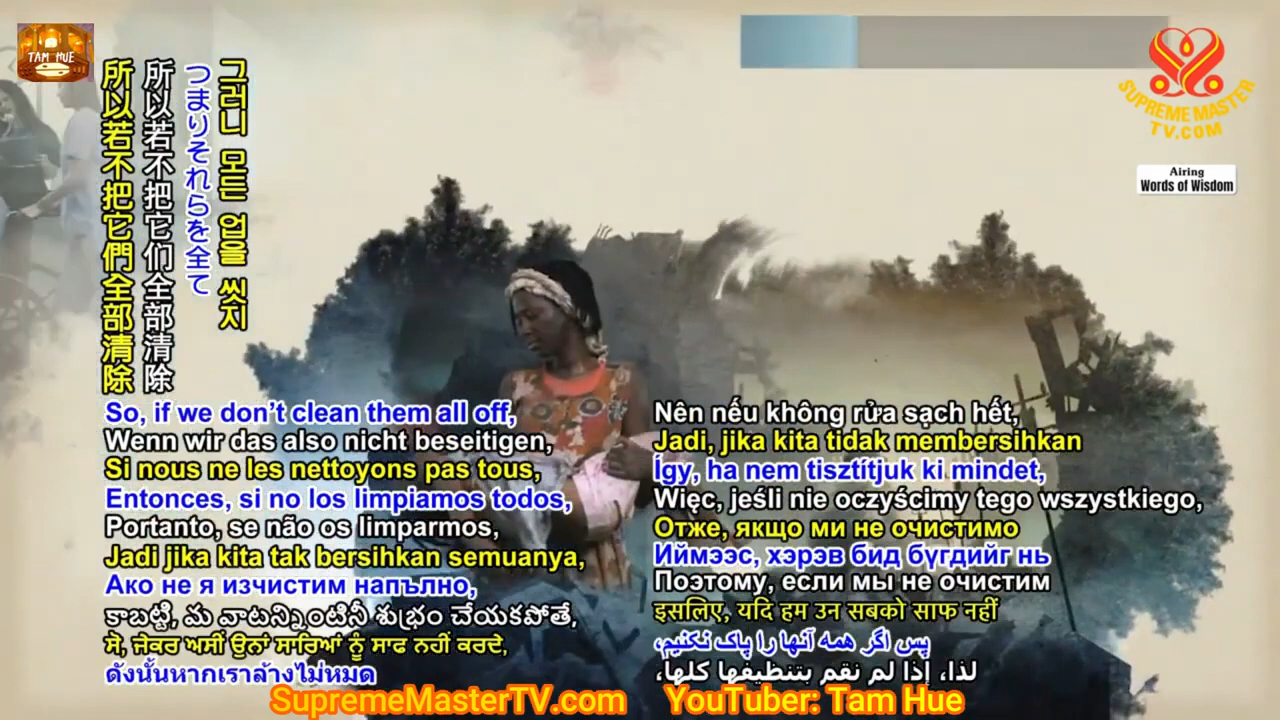 TAM HUE
SUPREME MASTER
TV.COM
Airing
Words of Wisdom
그러니 모든 업을 씻지
つまりそれらを全て
所以若不把它们全部清除
所以若不把它們全部清除
So, if we don't clean them all off,
Wenn wir das also nicht beseitigen,
Si nous ne les nettoyons pas tous,
Entonces, si no los limpiamos todos,
Portanto, se não os limparmos,
Jadi jika kita tak bersihkan semuanya,
Ако не я изчистим напълно,
కాబట్టి, మ వాటన్నింటినీ శుభ్రం చేయకపోతే,
ਸੋ, ਜੇਕਰ ਅਸੀਂ ਉਨਾਂ ਸਾਰਿਆਂ ਨੂੰ ਸਾਫ ਨਹੀਂ ਕਰਦੇ,
ดังนั้นหากเราล้างไม่หมด
Nên nếu không rửa sạch hết,
Jadi, jika kita tidak membersihkan
Így, ha nem tisztítjuk ki mindet,
Więc, jeśli nie oczyścimy tego wszystkiego,
Отже, якщо ми не очистимо
Иймээс, хэрэв бид бүгдийг нь
Поэтому, если мы не очистим
इसलिए, यदि हम उन सबको साफ नहीं
پس اگر همه آنها را پاک نکنیم،
لذا، إذا لم نقم بتنظيفها كلها،
SupremeMasterTV.com YouTuber: Tam Hue